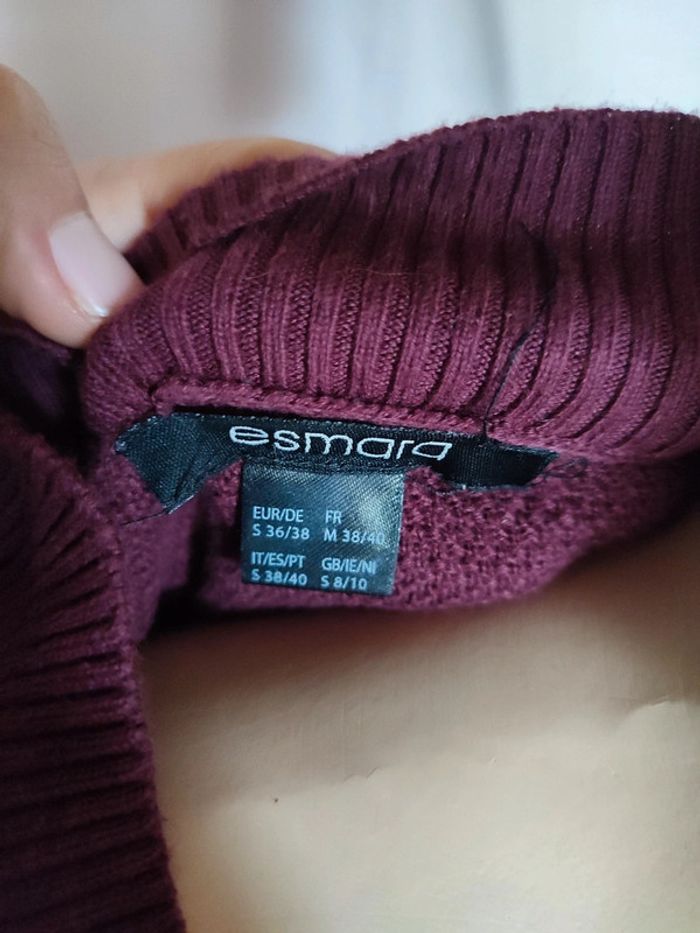 esmara
EUR/DE FR
S 36/38 M 38/40
IT/ES/PT GB/IE/NI
S 38/40 S 8/10